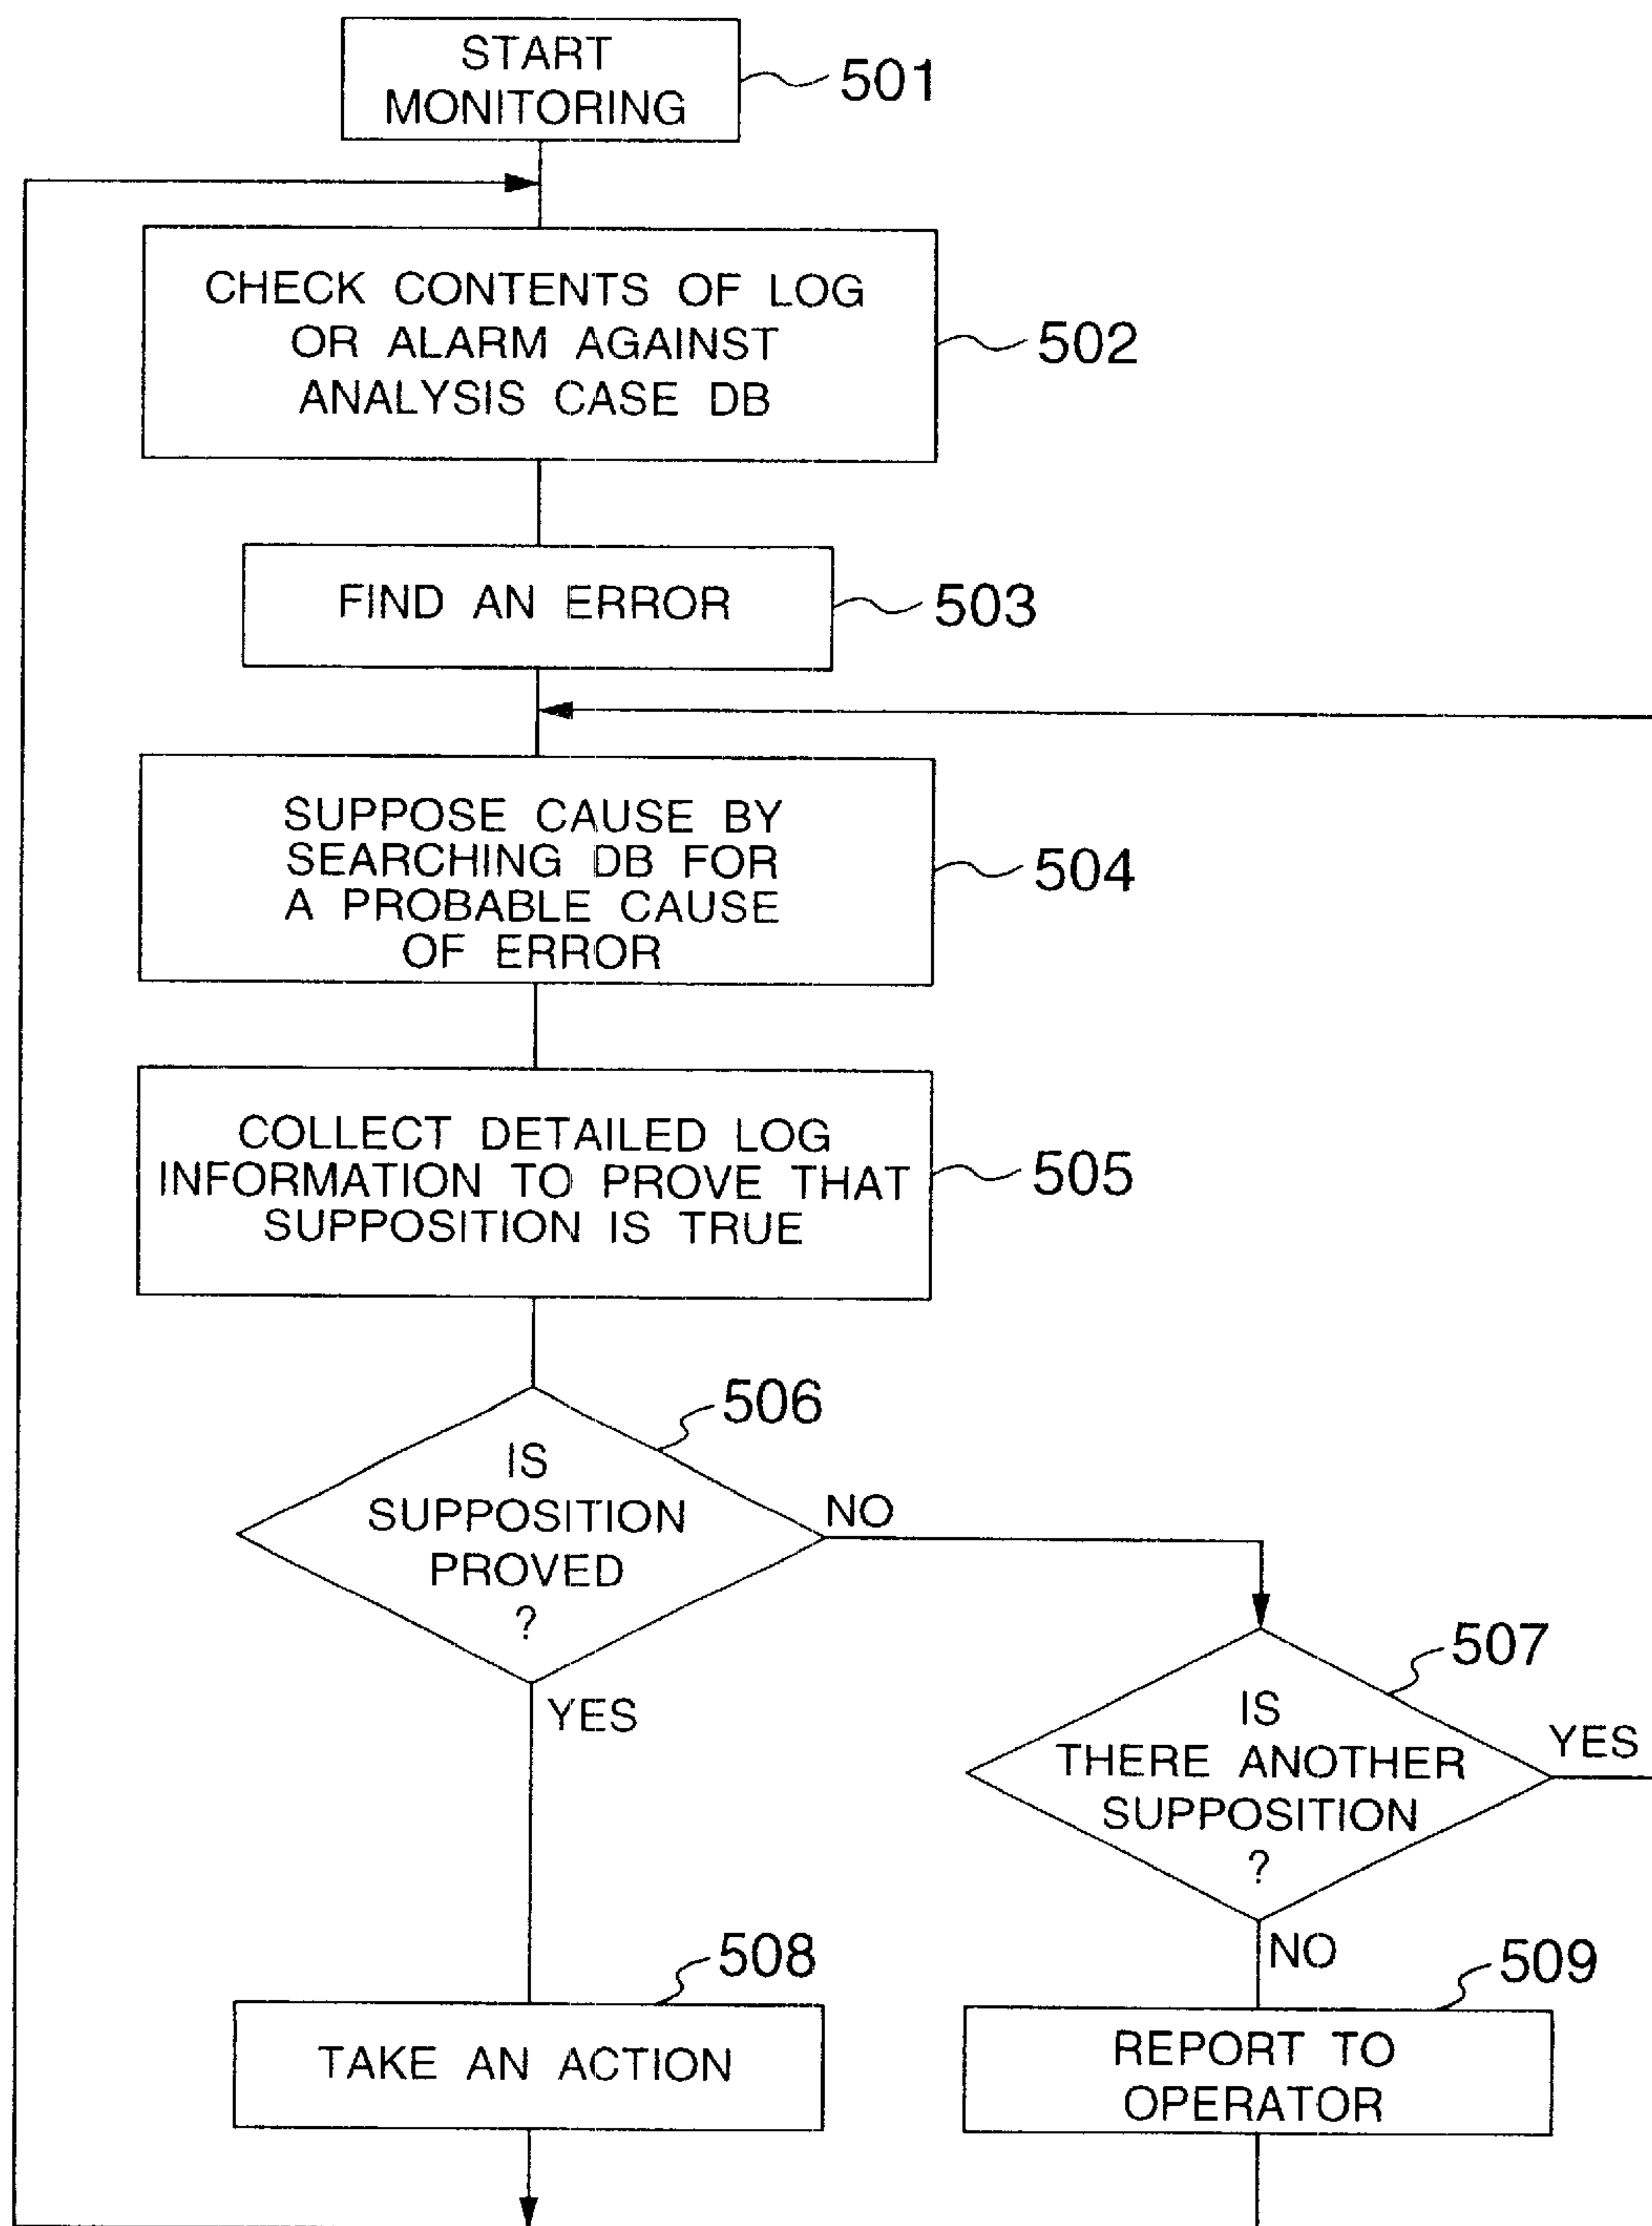 START
MONITORING
501
CHECK CONTENTS OF LOG
OR ALARM AGAINST
ANALYSIS CASE DB
502
FIND AN ERROR
503
SUPPOSE CAUSE BY
SEARCHING DB FOR
A PROBABLE CAUSE
OF ERROR
504
COLLECT DETAILED LOG
INFORMATION TO PROVE THAT
SUPPOSITION IS TRUE
505
506
IS
SUPPOSITION
PROVED
?
NO
YES
507
IS
THERE ANOTHER
SUPPOSITION
?
YES
NO
508
TAKE AN ACTION
509
REPORT TO
OPERATOR